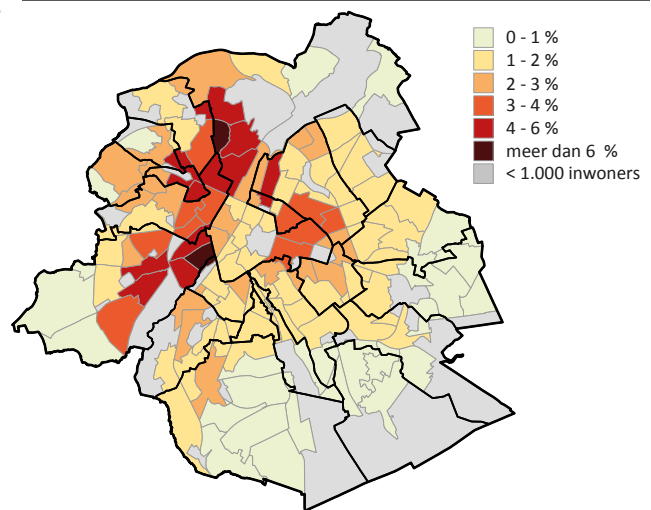 0 - 1 %
1 - 2 %
2 - 3 %
3 - 4 %
4 - 6 %
meer dan 6 %
< 1.000 inwoners